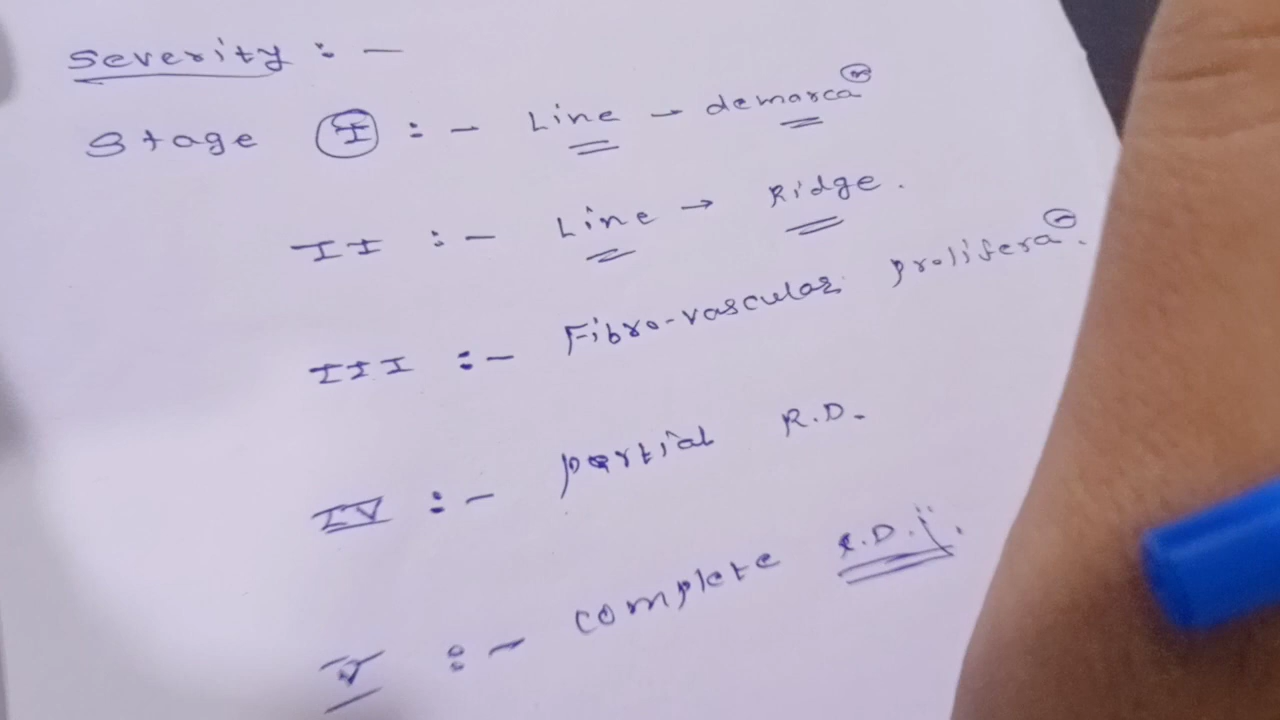 Severity :-
Stage I :- Line - demarca⁽ⁿ⁾
II :- Line → Ridge.
III :- Fibro-vascular prolifera⁽ⁿ⁾.
IV :- partial R.D.
V :- complete R.D.